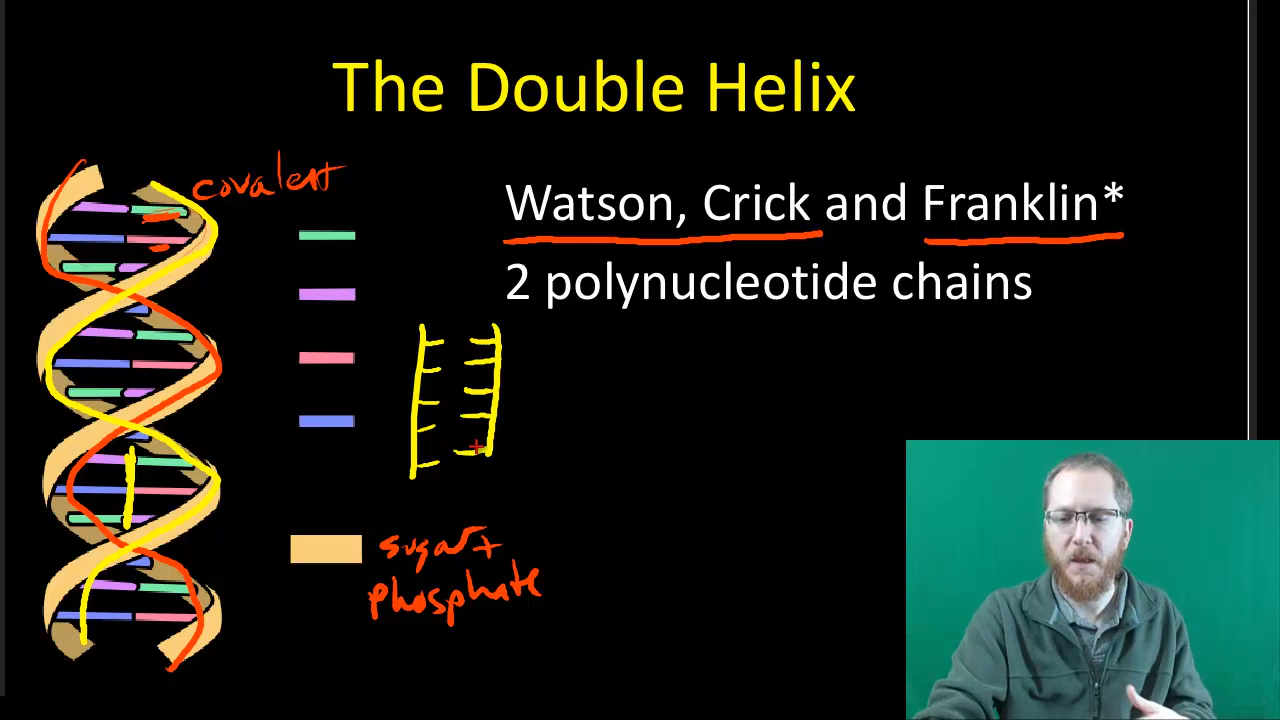 The Double Helix
covalent
Watson, Crick and Franklin*
2 polynucleotide chains
sugar +
phosphate